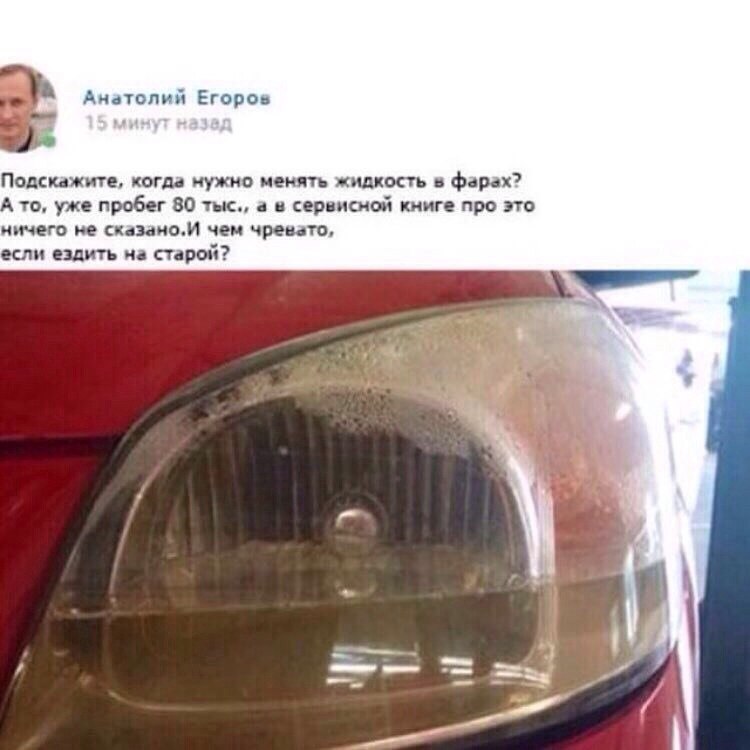 Анатолий Егоров
15 минут назад
Подскажите, когда нужно менять жидкость в фарах?
А то, уже пробег 80 тыс., а в сервисной книге про это
ничего не сказано.И чем чревато,
если ездить на старой?